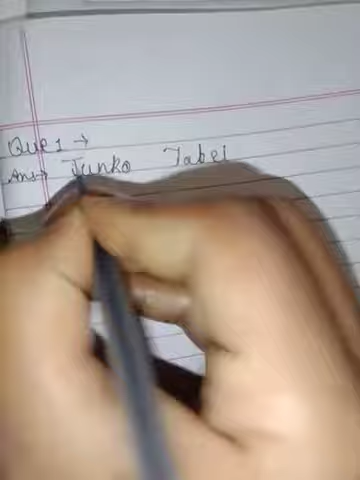 Que 1 →
Ans→ Junko Tabei